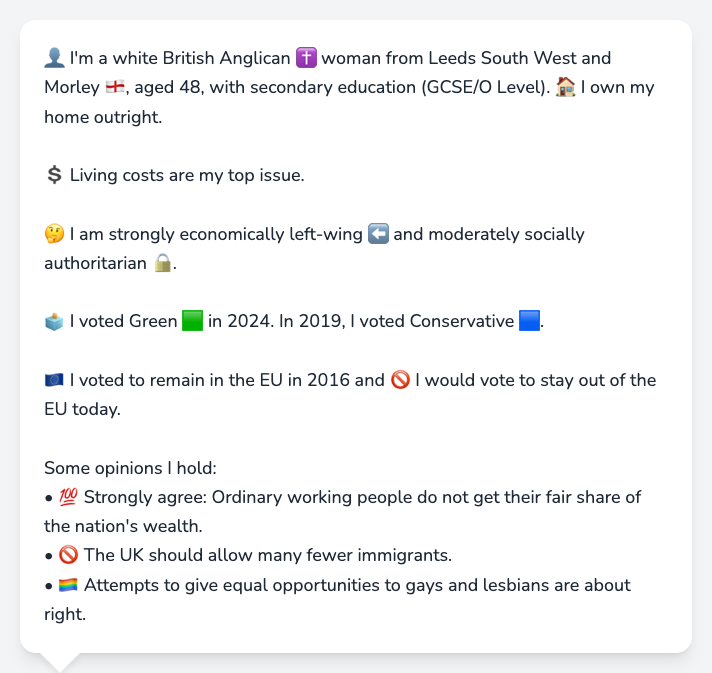 👤 I'm a white British Anglican ✝️ woman from Leeds South West and
Morley 🏴󠁧󠁢󠁥󠁮󠁧󠁿, aged 48, with secondary education (GCSE/O Level). 🏠 I own my
home outright.
💲 Living costs are my top issue.
🤔 I am strongly economically left-wing ⬅️ and moderately socially
authoritarian 🔒.
🗳️ I voted Green 🟩 in 2024. In 2019, I voted Conservative 🟦.
🇪🇺 I voted to remain in the EU in 2016 and 🚫 I would vote to stay out of the
EU today.
Some opinions I hold:
• 💯 Strongly agree: Ordinary working people do not get their fair share of
the nation's wealth.
• 🚫 The UK should allow many fewer immigrants.
• 🏳️‍🌈 Attempts to give equal opportunities to gays and lesbians are about
right.